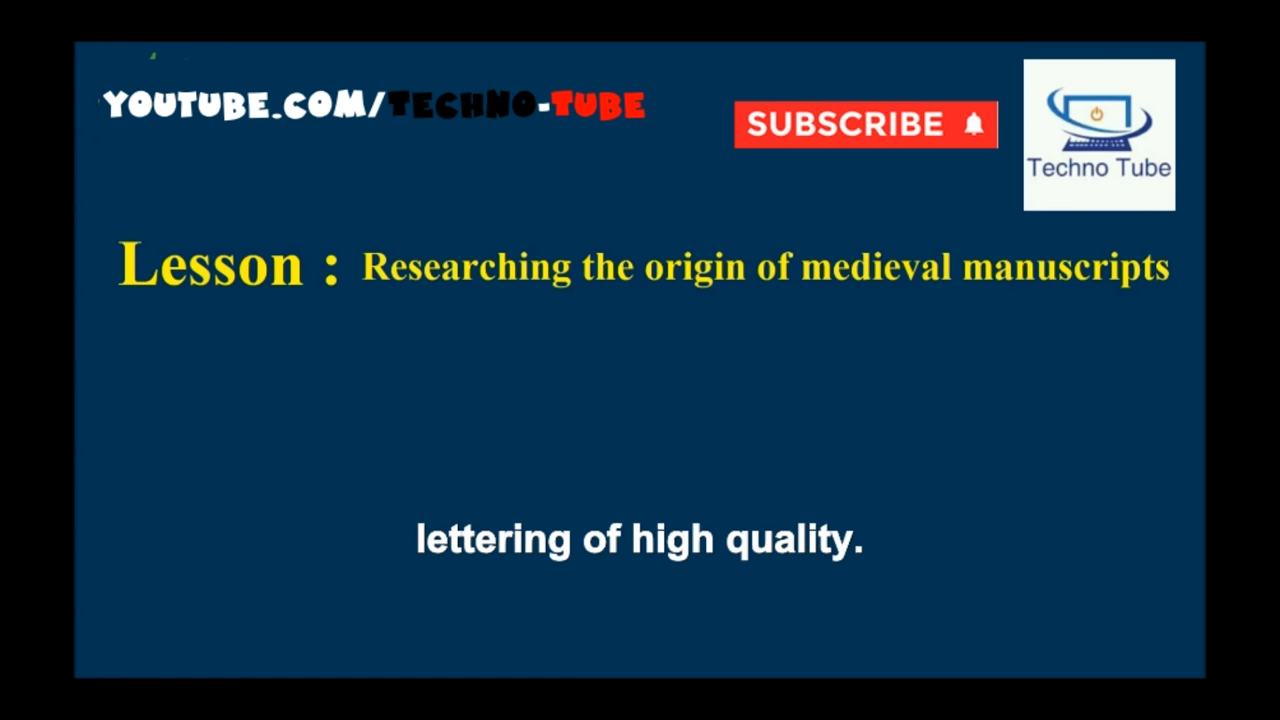 YOUTUBE.COM/TECHNO-TUBE
SUBSCRIBE
Techno Tube
Lesson : Researching the origin of medieval manuscripts
lettering of high quality.